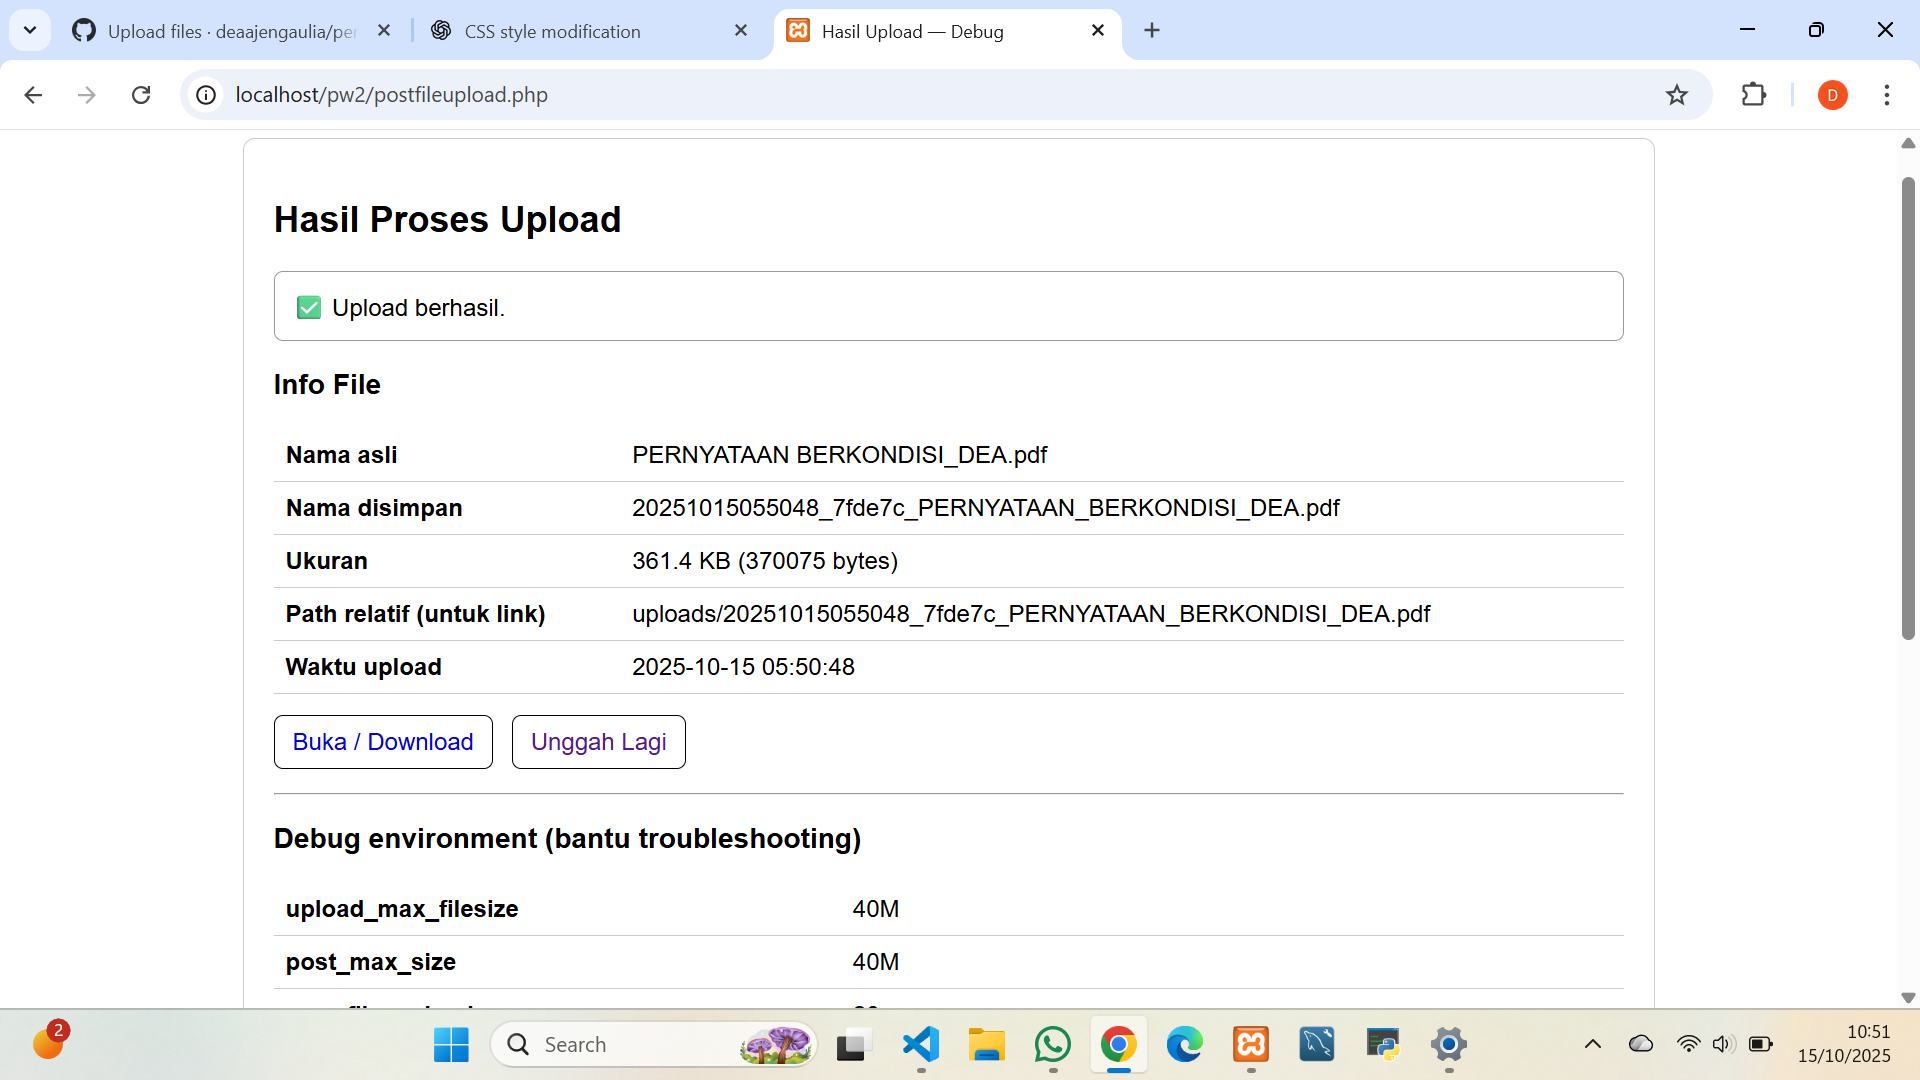 Upload files · deaajengaulia/per
CSS style modification
Hasil Upload — Debug
localhost/pw2/postfileupload.php
D
Hasil Proses Upload
Upload berhasil.
Info File
Nama asli PERNYATAAN BERKONDISI_DEA.pdf
Nama disimpan 20251015055048_7fde7c_PERNYATAAN_BERKONDISI_DEA.pdf
Ukuran 361.4 KB (370075 bytes)
Path relatif (untuk link) uploads/20251015055048_7fde7c_PERNYATAAN_BERKONDISI_DEA.pdf
Waktu upload 2025-10-15 05:50:48
Buka / Download Unggah Lagi
Debug environment (bantu troubleshooting)
upload_max_filesize 40M
post_max_size 40M
2
Search
10:51
15/10/2025